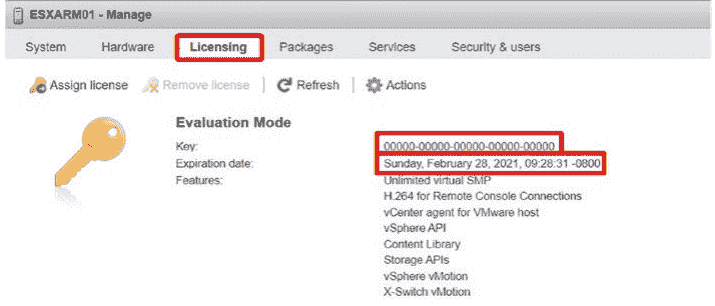 ESXARM01 - Manage
System Hardware Licensing Packages Services Security & users
Assign license Remove license Refresh Actions
Evaluation Mode
Key: 00000-00000-00000-00000-00000
Expiration date: Sunday, February 28, 2021, 09:28:31 -0800
Features: Unlimited virtual SMP
H.264 for Remote Console Connections
vCenter agent for VMware host
vSphere API
Content Library
Storage APIs
vSphere vMotion
X-Switch vMotion